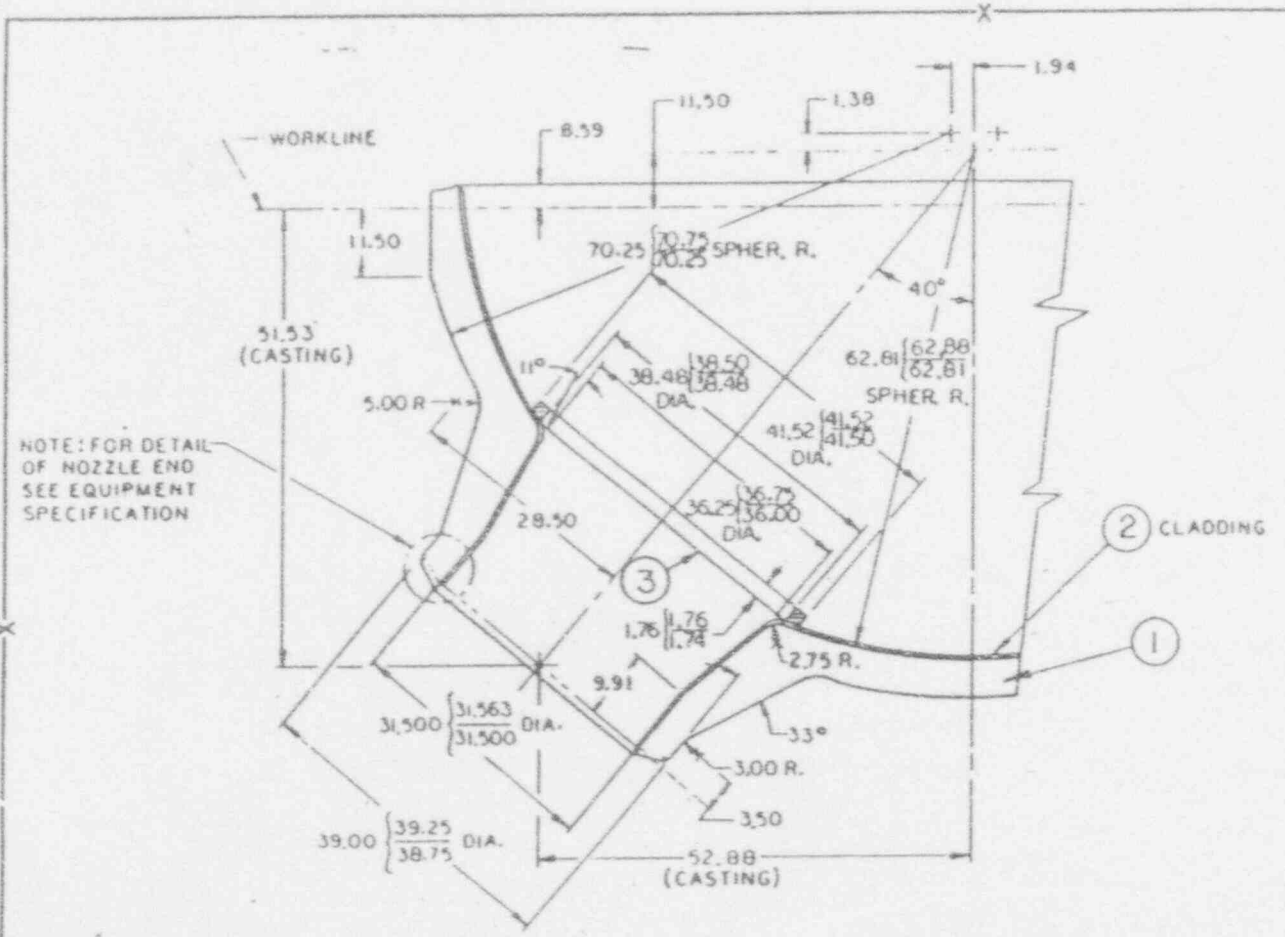 X
1.94
11.50
1.38
8.59
WORKLINE
11.50
70.25 {70.75 / 70.25 SPHER. R.
40°
51.53
(CASTING)
62.81 {62.88 / 62.81
SPHER. R.
11°
38.48 {38.50 / 38.48
DIA.
5.00 R
41.52 {41.52 / 41.50
DIA.
NOTE: FOR DETAIL
OF NOZZLE END
SEE EQUIPMENT
SPECIFICATION
28.50
36.25 {36.75 / 36.00
DIA.
2 CLADDING
3
1.76 {1.76 / 1.74
X
1
2.75 R.
9.91
31.500 {31.563 / 31.500 DIA.
33°
3.00 R.
3.50
39.00 {39.25 / 38.75 DIA.
52.88
(CASTING)